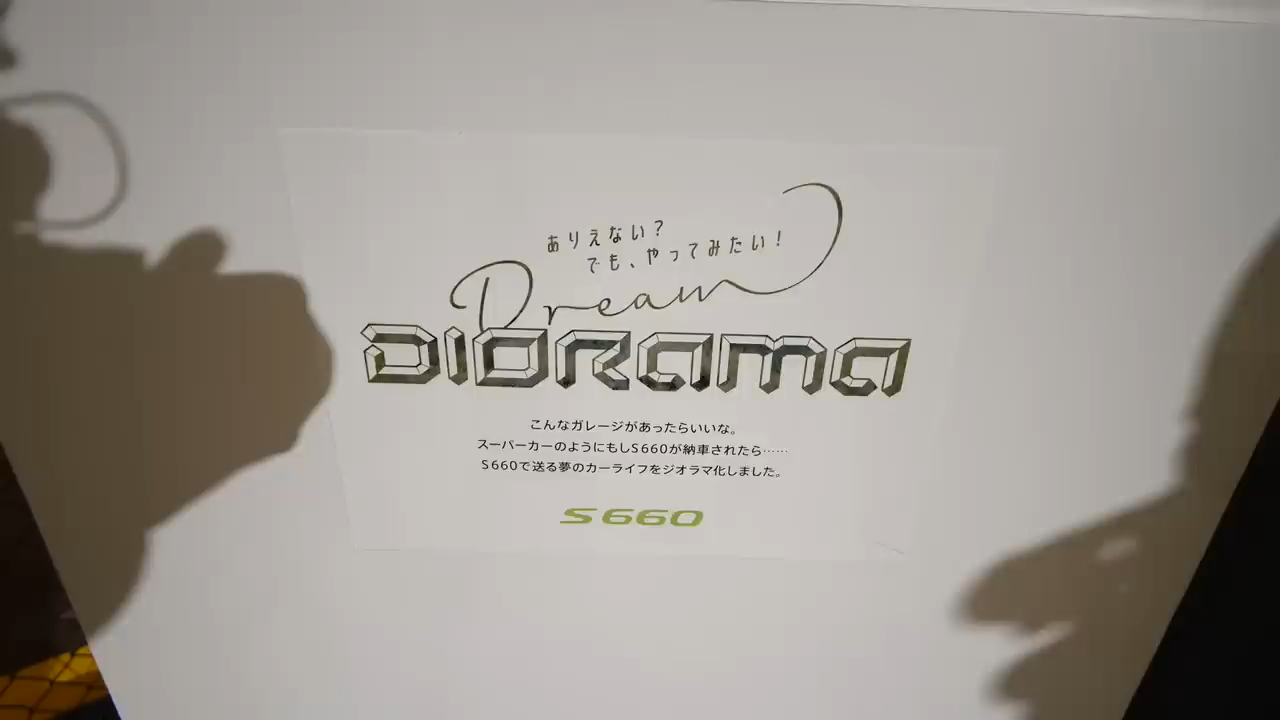 ありえない?
でも、やってみたい!
Dream
DIORAMA
こんなガレージがあったらいいな。
スーパーカーのようにもしS660が納車されたら……
S660で送る夢のカーライフをジオラマ化しました。
S660